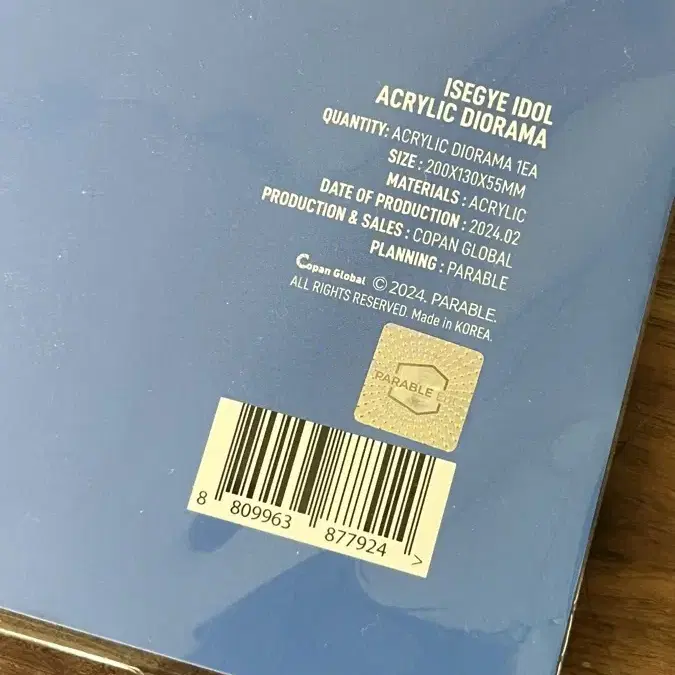 ISEGYE IDOL
ACRYLIC DIORAMA
QUANTITY: ACRYLIC DIORAMA 1EA
SIZE : 200X130X55MM
MATERIALS : ACRYLIC
DATE OF PRODUCTION : 2024.02
PRODUCTION & SALES : COPAN GLOBAL
PLANNING : PARABLE
Copan Global © 2024. PARABLE.
ALL RIGHTS RESERVED. Made in KOREA.
PARABLE
8 809963 877924 >